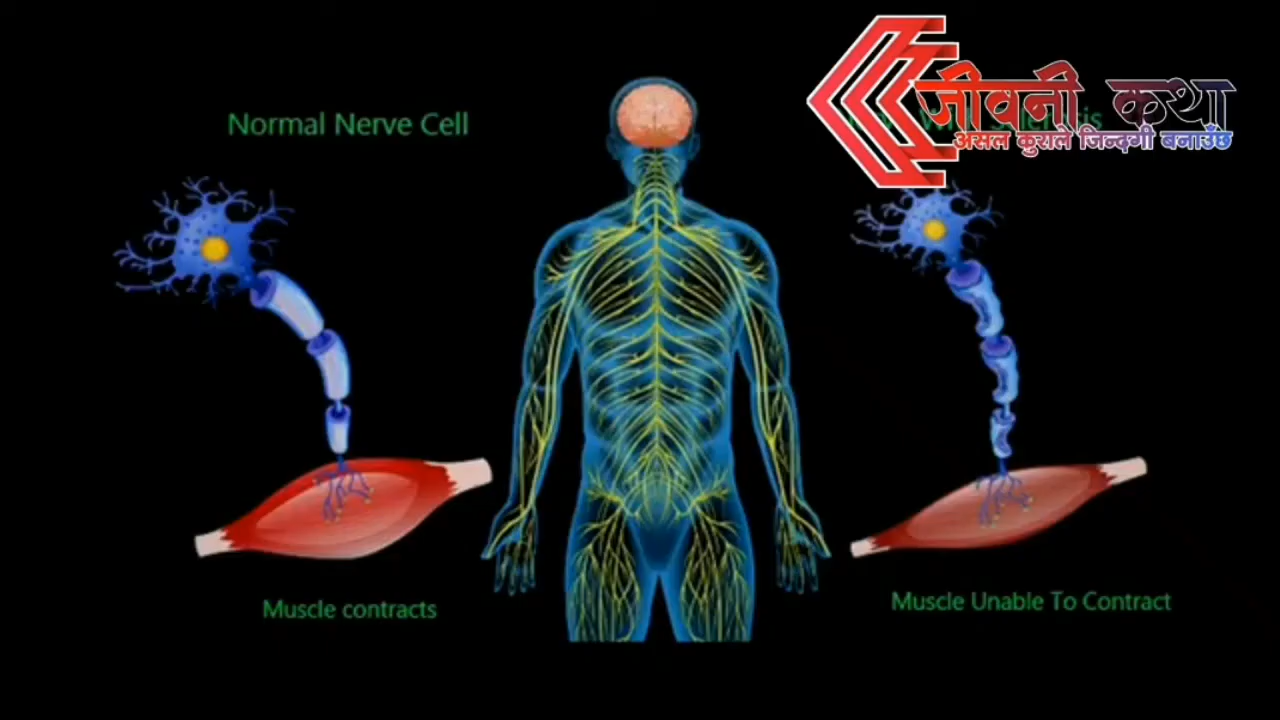 जीवनी कथा
असल कुराले जिन्दगी बनाउँछ
Normal Nerve Cell
Muscle contracts
Muscle Unable To Contract